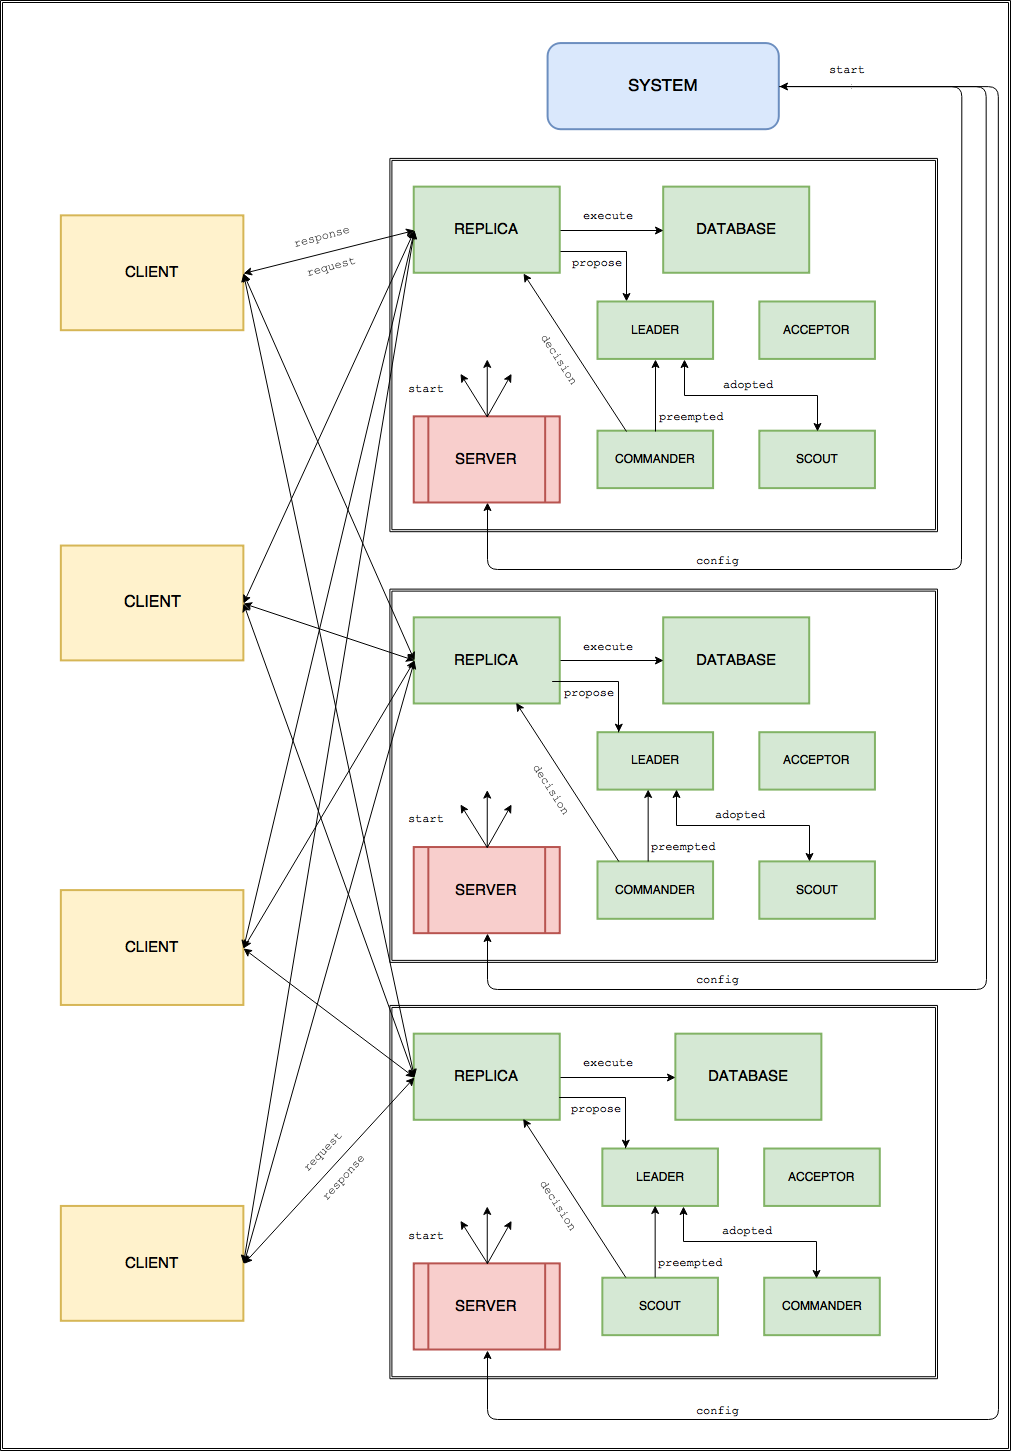 start
SYSTEM
REPLICA
execute
DATABASE
response
request
CLIENT
propose
LEADER
ACCEPTOR
decision
start
adopted
preempted
SERVER
COMMANDER
SCOUT
config
CLIENT
REPLICA
execute
DATABASE
propose
LEADER
ACCEPTOR
decision
start
adopted
preempted
SERVER
COMMANDER
SCOUT
CLIENT
config
REPLICA
execute
DATABASE
propose
request
response
LEADER
ACCEPTOR
decision
start
adopted
preempted
CLIENT
SERVER
SCOUT
COMMANDER
config